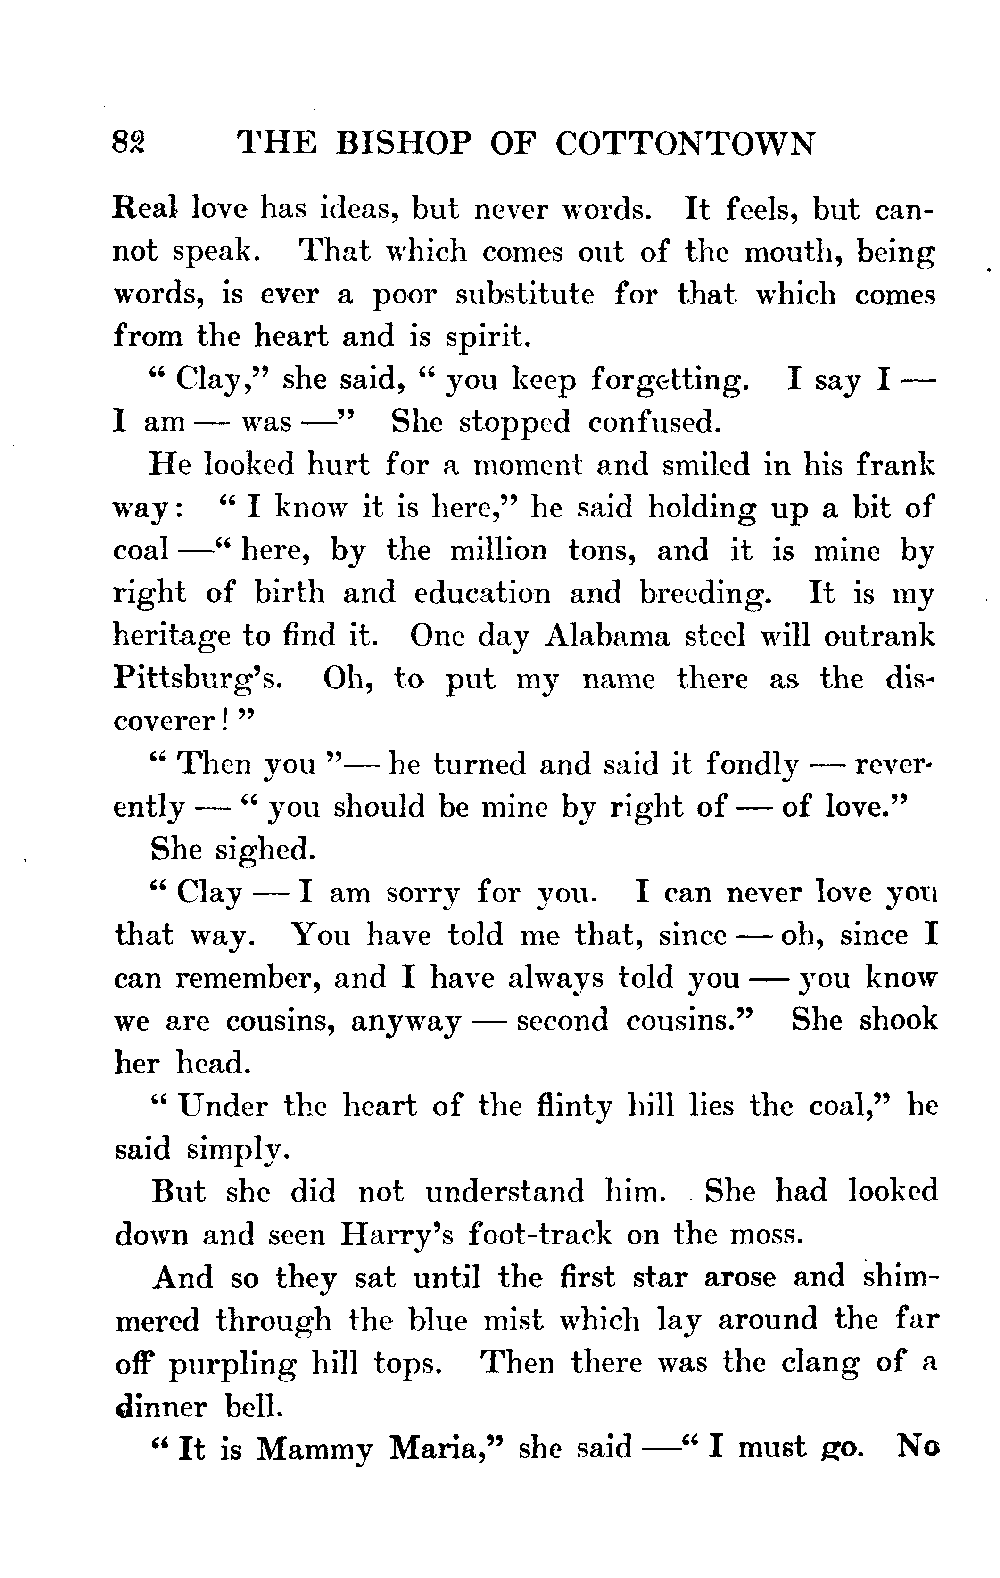 82 THE BISHOP OF COTTONTOWN
Real love has ideas, but never words. It feels, but can-
not speak. That which comes out of the mouth, being
words, is ever a poor substitute for that which comes
from the heart and is spirit.
“ Clay,” she said, “ you keep forgetting. I say I —
I am — was —” She stopped confused.
He looked hurt for a moment and smiled in his frank
way: “ I know it is here,” he said holding up a bit of
coal —“ here, by the million tons, and it is mine by
right of birth and education and breeding. It is my
heritage to find it. One day Alabama steel will outrank
Pittsburg’s. Oh, to put my name there as the dis-
coverer! ”
“ Then you ”— he turned and said it fondly — rever-
ently — “ you should be mine by right of — of love.”
She sighed.
“ Clay — I am sorry for you. I can never love you
that way. You have told me that, since — oh, since I
can remember, and I have always told you — you know
we are cousins, anyway — second cousins.” She shook
her head.
“ Under the heart of the flinty hill lies the coal,” he
said simply.
But she did not understand him. She had looked
down and seen Harry’s foot-track on the moss.
And so they sat until the first star arose and shim-
mered through the blue mist which lay around the far
off purpling hill tops. Then there was the clang of a
dinner bell.
“ It is Mammy Maria,” she said —“ I must go. No